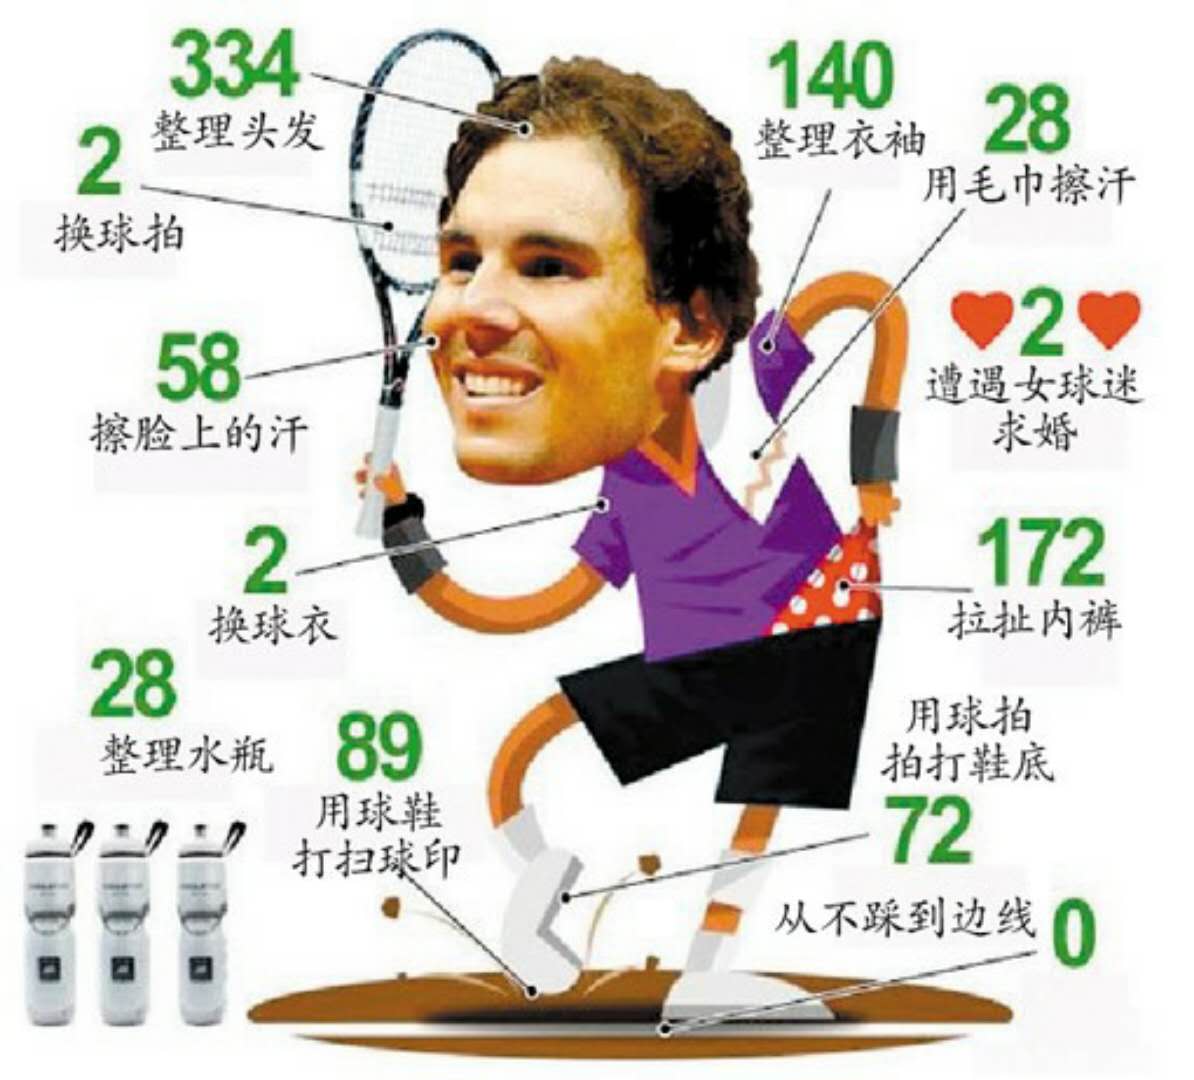 334
整理头发
2
换球拍
140
整理衣袖
28
用毛巾擦汗
58
擦脸上的汗
2
遭遇女球迷
求婚
2
换球衣
172
拉扯内裤
28
整理水瓶
89
用球鞋
打扫球印
用球拍
拍打鞋底
72
从不踩到边线
0